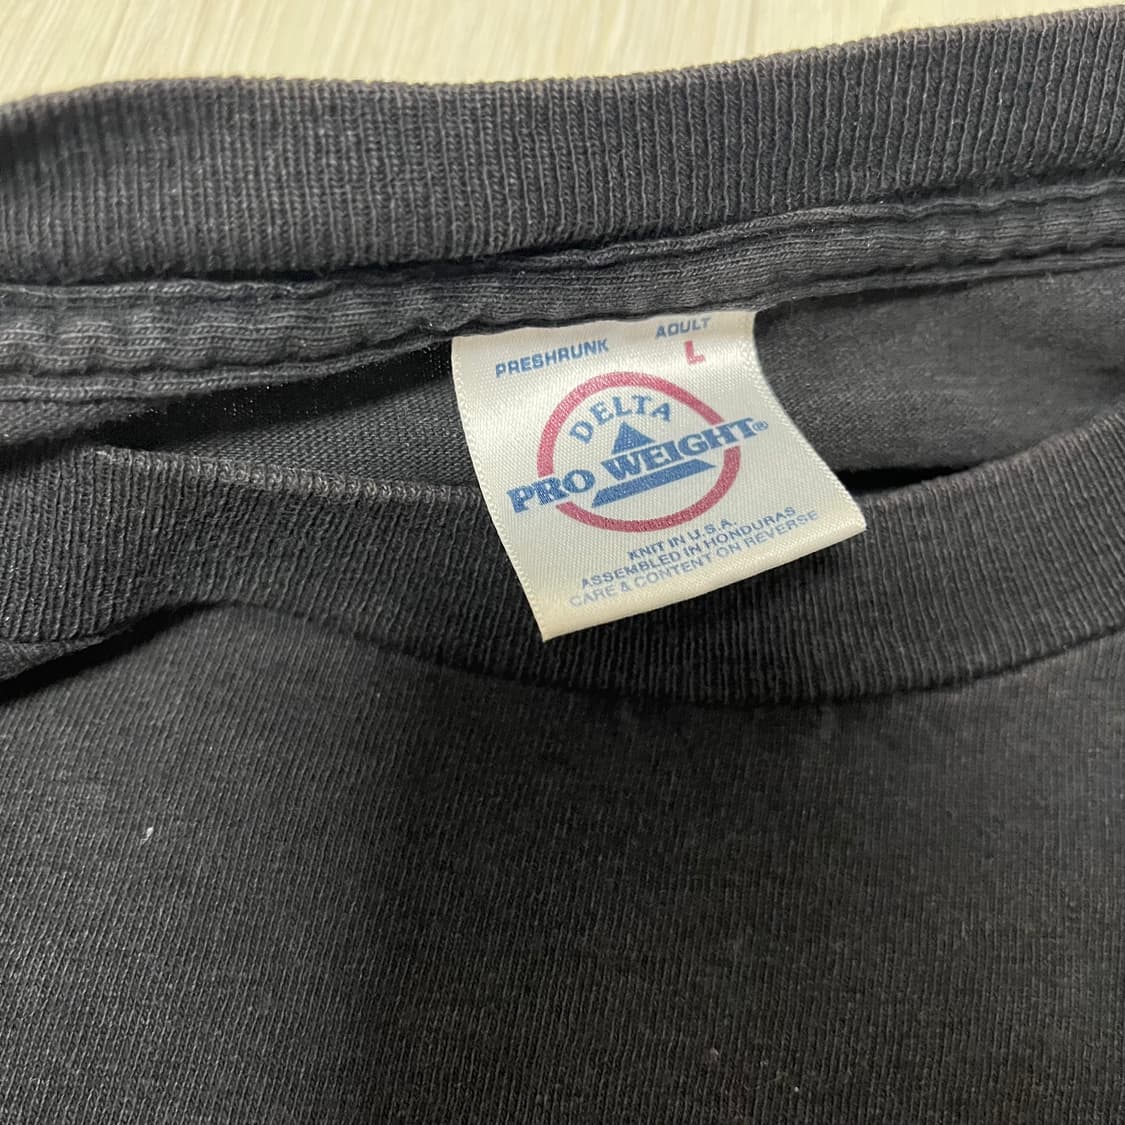 PRESHRUNK
ADULT
L
DELTA
PRO WEIGHT®
KNIT IN U.S.A.
ASSEMBLED IN HONDURAS
CARE & CONTENT ON REVERSE